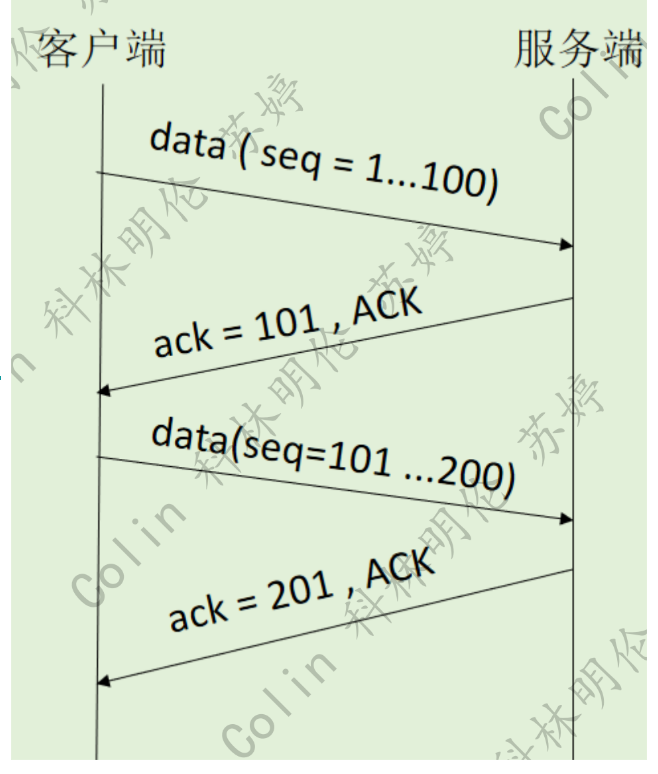 客户端
服务端
data ( seq = 1...100)
ack = 101 , ACK
data(seq=101 ...200)
ack = 201 , ACK
Colin 科林明伦 苏婷
Colin 科林明伦 苏婷
Colin 科林明伦
Colin